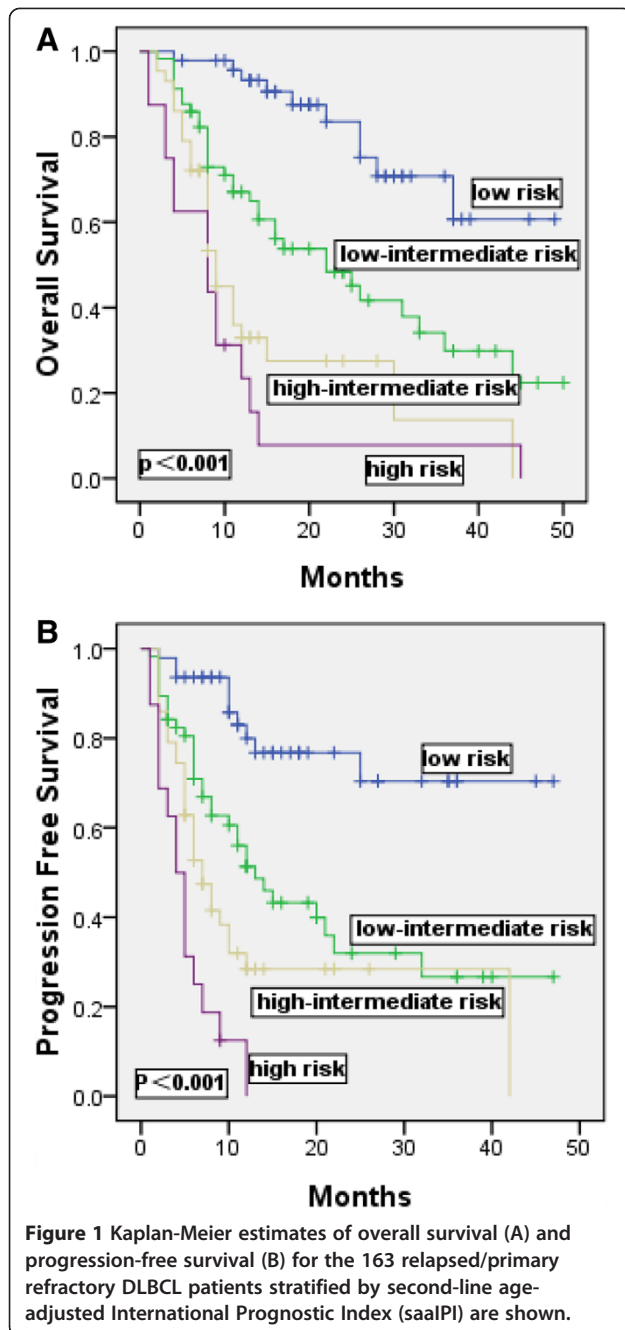 A
1.0
0.8
0.6
0.4
0.2
0.0
Overall Survival
low risk
low-intermediate risk
high-intermediate risk
high risk
p<0.001
0 10 20 30 40 50
Months
B
1.0
0.8
0.6
0.4
0.2
0.0
Progression Free Survival
low risk
low-intermediate risk
high-intermediate risk
high risk
P<0.001
0 10 20 30 40 50
Months
Figure 1 Kaplan-Meier estimates of overall survival (A) and
progression-free survival (B) for the 163 relapsed/primary
refractory DLBCL patients stratified by second-line age-
adjusted International Prognostic Index (saaIPI) are shown.